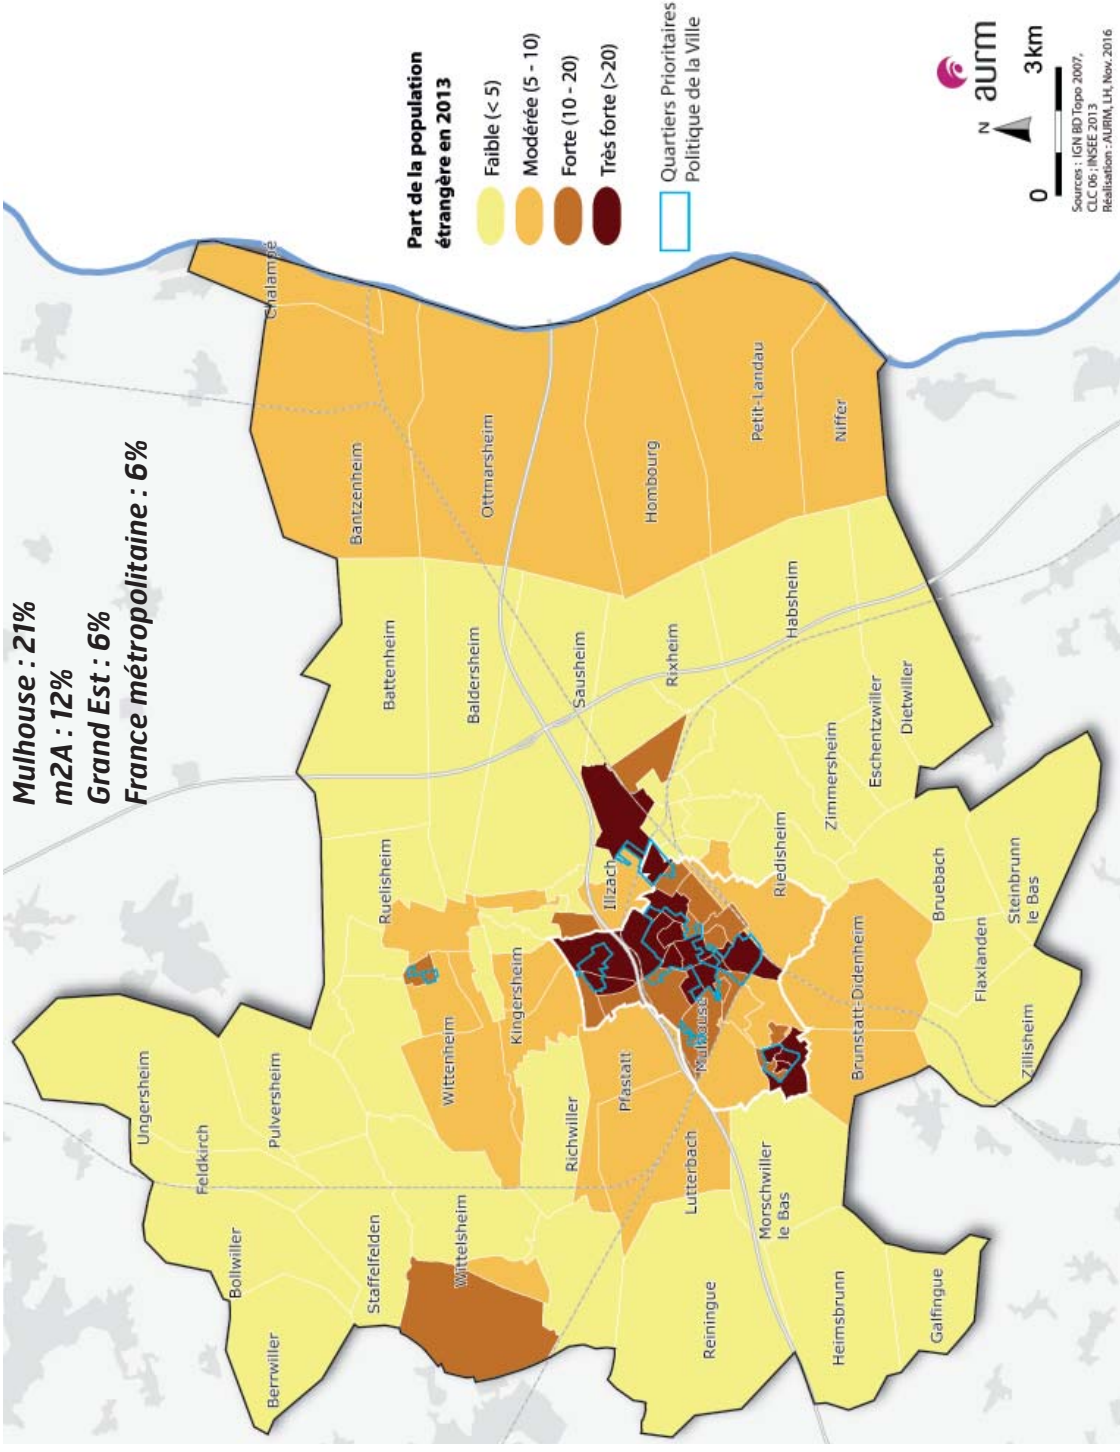 Mulhouse : 21%
m2A : 12%
Grand Est : 6%
France métropolitaine : 6%
Part de la population
étrangère en 2013
Faible (< 5)
Modérée (5 - 10)
Forte (10 - 20)
Très forte (>20)
Quartiers Prioritaires
Politique de la Ville
N
aurm
0
3 km
Sources : IGN BD Topo 2007,
CLC 06 ; INSEE 2013
Réalisation : AURM, LH, Nov. 2016
Ungersheim
Feldkirch
Pulversheim
Bollwiller
Berrwiller
Staffelfelden
Wittelsheim
Ruelisheim
Wittenheim
Kingersheim
Richwiller
Pfastatt
Lutterbach
Reiningue
Morschwiller
le Bas
Heimsbrunn
Galfingue
Mulhouse
Illzach
Battenheim
Baldersheim
Sausheim
Rixheim
Habsheim
Bantzenheim
Chalampé
Ottmarsheim
Hombourg
Petit-Landau
Niffer
Riedisheim
Zimmersheim
Eschentzwiller
Dietwiller
Brunstatt-Didenheim
Bruebach
Flaxlanden
Steinbrunn
le Bas
Zillisheim